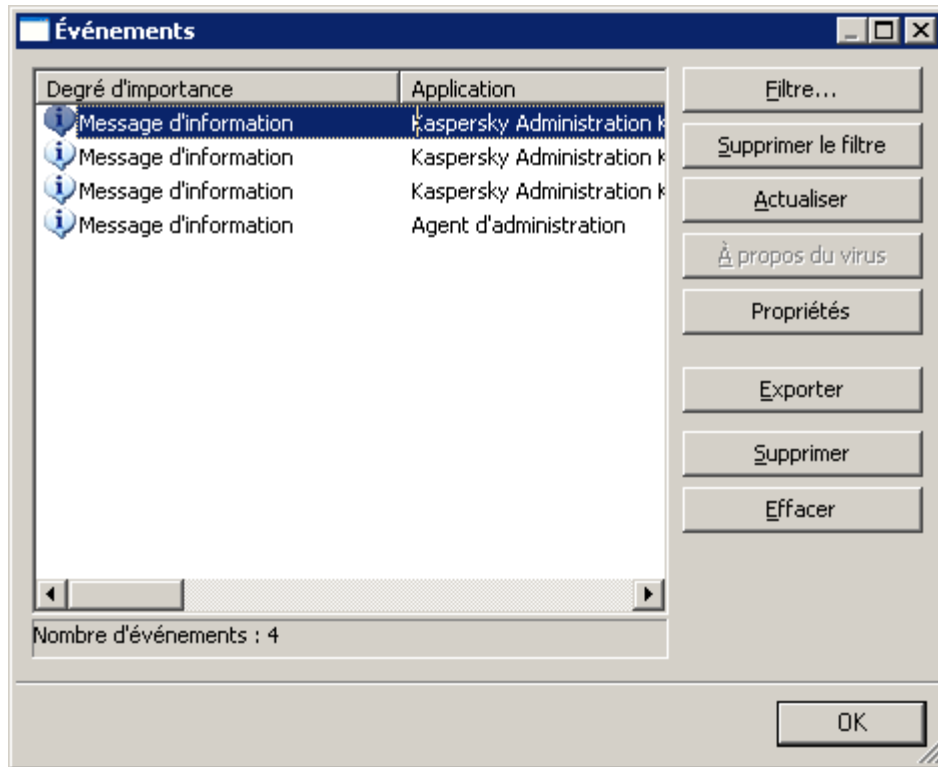 Événements
Degré d'importance Application
Message d'information Kaspersky Administration K
Message d'information Kaspersky Administration K
Message d'information Kaspersky Administration K
Message d'information Agent d'administration
Nombre d'événements : 4
Filtre...
Supprimer le filtre
Actualiser
À propos du virus
Propriétés
Exporter
Supprimer
Effacer
OK